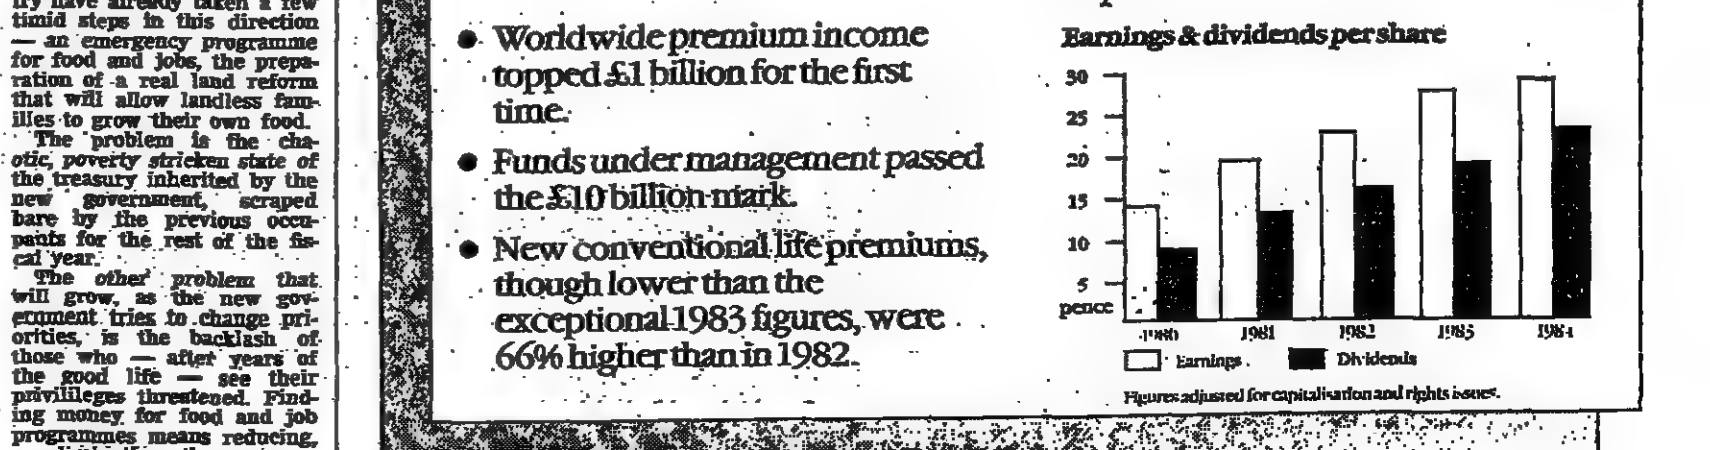 try have already taken a few
timid steps in this direction
— an emergency programme
for food and jobs, the prepa-
ration of a real land reform
that will allow landless fam-
ilies to grow their own food.
The problem is the cha-
otic, poverty stricken state of
the treasury inherited by the
new government, scraped
bare by the previous occu-
pants for the rest of the fis-
cal year.
The other problem that
will grow, as the new gov-
ernment tries to change pri-
orities, is the backlash of
those who — after years of
the good life — see their
privilileges threatened. Find-
ing money for food and job
programmes means reducing,
● Worldwide premium income
topped £1 billion for the first
time.
● Funds under management passed
the £10 billion mark.
● New conventional life premiums,
though lower than the
exceptional 1983 figures, were
66% higher than in 1982.
Earnings & dividends per share
30
25
20
15
10
5
pence
1980 1981 1982 1983 1984
Earnings Dividends
Figures adjusted for capitalisation and rights issues.